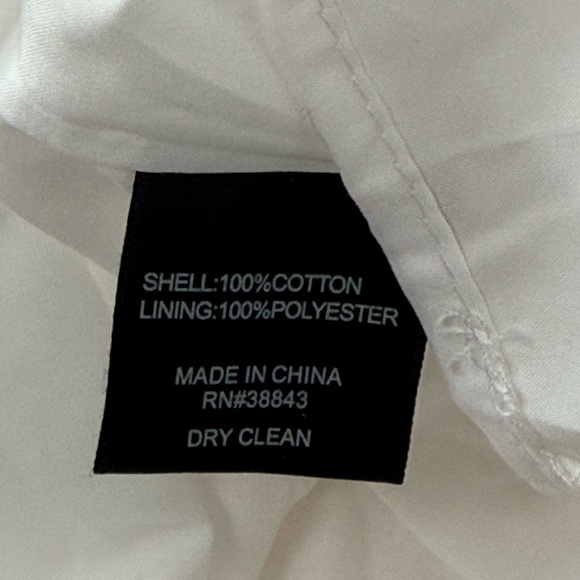 SHELL:100%COTTON
LINING:100%POLYESTER
MADE IN CHINA
RN#38843
DRY CLEAN